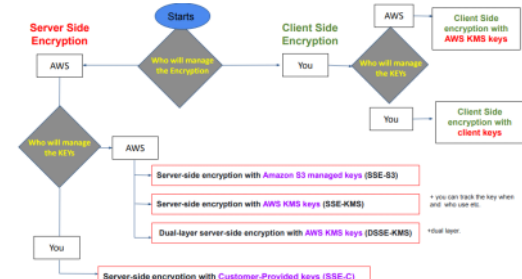 Starts
Server Side
Encryption
Client Side
Encryption
AWS
Client Side
encryption with
AWS KMS keys
AWS
Who will manage
the Encryption
You
Who will manage
the KEYs
You
Client Side
encryption with
client keys
Who will manage
the KEYs
AWS
Server-side encryption with Amazon S3 managed keys (SSE-S3)
Server-side encryption with AWS KMS keys (SSE-KMS)
+ you can track the key when
and who use etc.
Dual-layer server-side encryption with AWS KMS keys (DSSE-KMS)
+dual layer.
You
Server-side encryption with Customer-Provided keys (SSE-C)